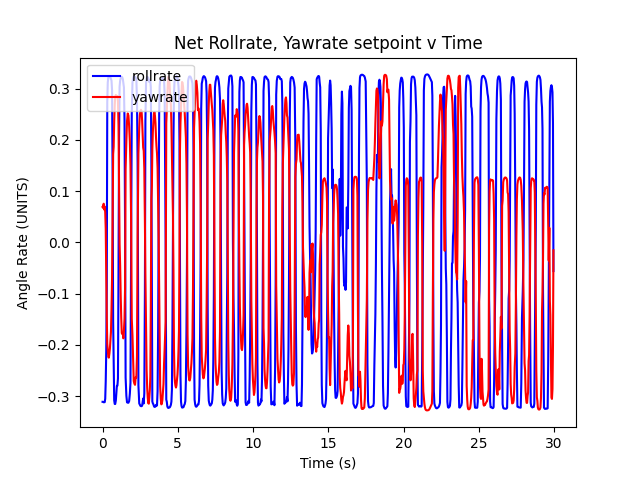 Net Rollrate, Yawrate setpoint v Time
rollrate
yawrate
0.3
0.2
0.1
0.0
−0.1
−0.2
−0.3
Angle Rate (UNITS)
0 5 10 15 20 25 30
Time (s)